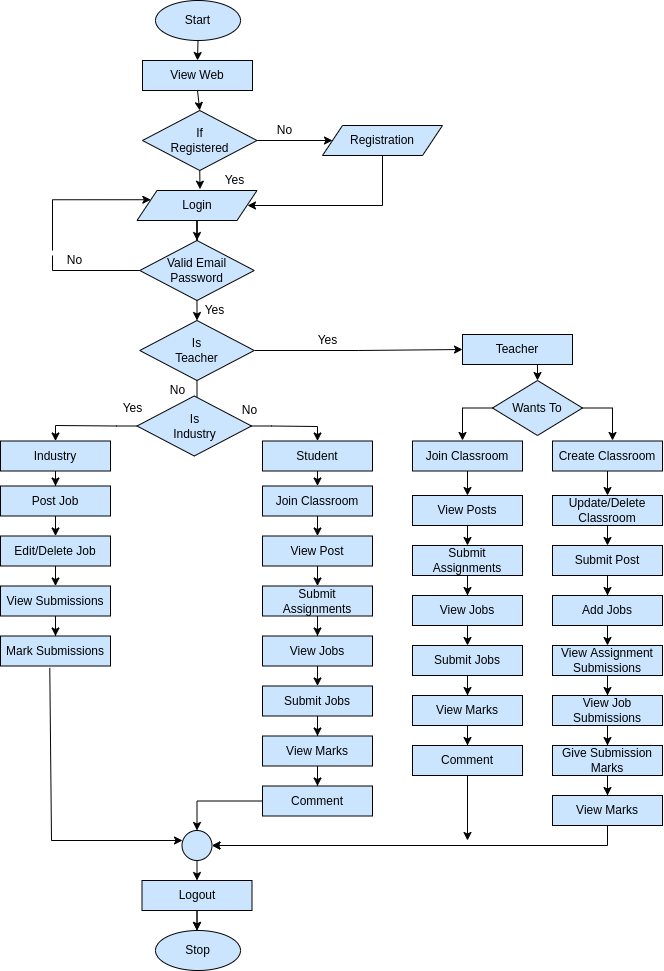 Start
View Web
If
Registered
No
Registration
Yes
Login
No
Valid Email
Password
Yes
Is
Teacher
Yes
Teacher
No
Wants To
Yes
Is
Industry
No
Industry
Student
Join Classroom
Create Classroom
Post Job
Join Classroom
View Posts
Update/Delete
Classroom
Edit/Delete Job
View Post
Submit
Assignments
Submit Post
View Submissions
Submit
Assignments
View Jobs
Add Jobs
Mark Submissions
View Jobs
Submit Jobs
View Assignment
Submissions
Submit Jobs
View Marks
View Job
Submissions
View Marks
Comment
Give Submission
Marks
Comment
View Marks
Logout
Stop